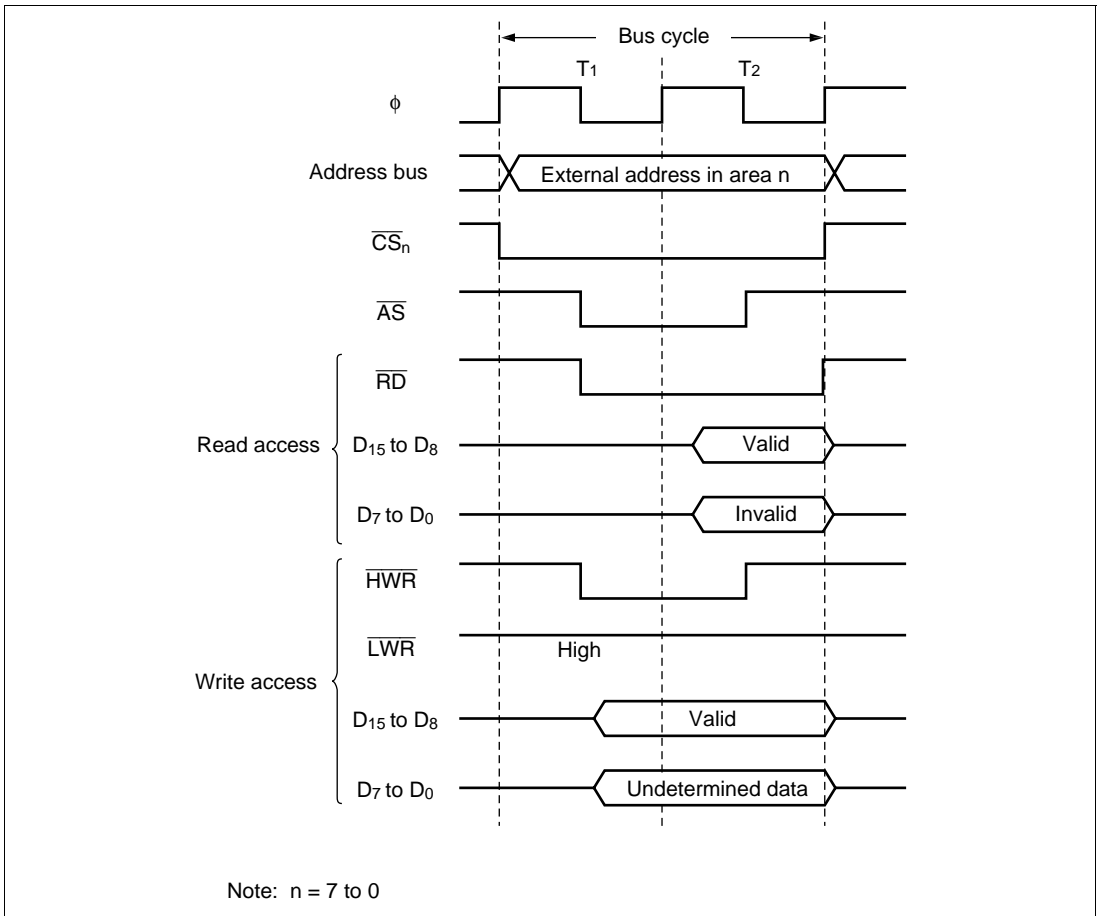 Bus cycle
T1 T2
ϕ
Address bus External address in area n
CSn
AS
RD
Read access D15 to D8 Valid
D7 to D0 Invalid
HWR
LWR High
Write access
D15 to D8 Valid
D7 to D0 Undetermined data
Note: n = 7 to 0